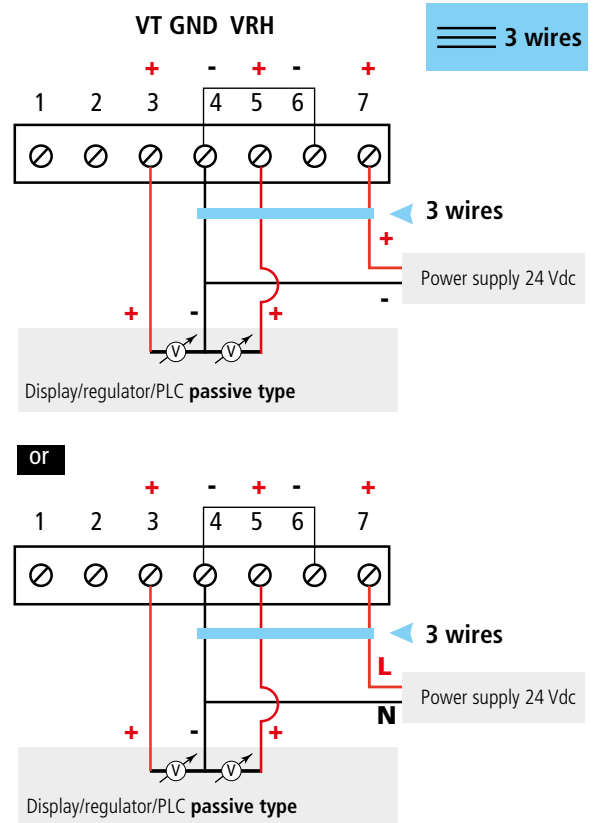 VT GND VRH
3 wires
+ - + - +
1 2 3 4 5 6 7
3 wires
+
Power supply 24 Vdc
-
+ - +
V V
Display/regulator/PLC passive type
or
+ - + - +
1 2 3 4 5 6 7
3 wires
L
Power supply 24 Vdc
N
+ - +
V V
Display/regulator/PLC passive type